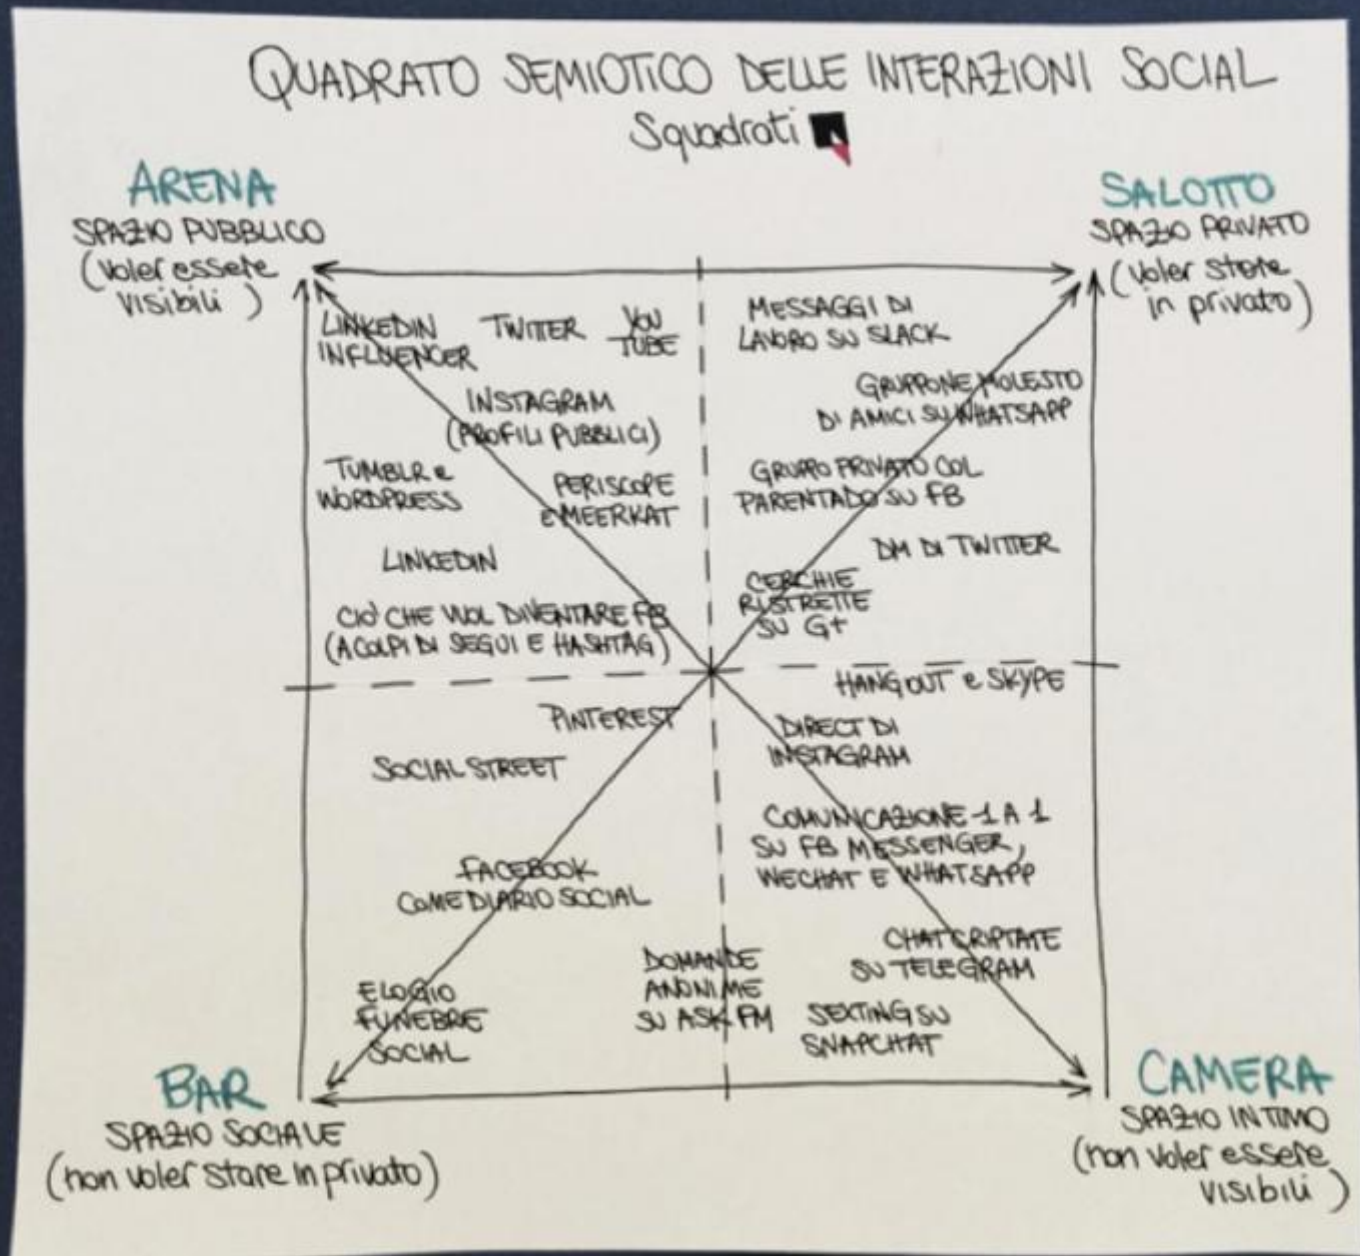 QUADRATO SEMIOTICO DELLE INTERAZIONI SOCIAL
Squadrati
ARENA
SPAZIO PUBBLICO
(voler essere
visibili)
SALOTTO
SPAZIO PRIVATO
(voler stare
in privato)
LINKEDIN
INFLUENCER
TWITTER
YOU
TUBE
INSTAGRAM
(PROFILI PUBBLICI)
TUMBLR e
WORDPRESS
PERISCOPE
e MEERKAT
LINKEDIN
CIÒ CHE VUOL DIVENTARE FB
(A COLPI DI SEGUI E HASHTAG)
MESSAGGI DI
LAVORO SU SLACK
GRUPPONE MOLESTO
DI AMICI SU WHATSAPP
GRUPPO PRIVATO COL
PARENTADO SU FB
DM DI TWITTER
CERCHIE
RISTRETTE
SU G+
PINTEREST
SOCIAL STREET
FACEBOOK
COME DIARIO SOCIAL
ELOGIO
FUNEBRE
SOCIAL
DOMANDE
ANONIME
SU ASK FM
HANGOUT e SKYPE
DIRECT DI
INSTAGRAM
COMUNICAZIONE 1 A 1
SU FB MESSENGER,
WECHAT E WHATSAPP
CHAT CRIPTATE
SU TELEGRAM
SEXTING SU
SNAPCHAT
BAR
SPAZIO SOCIALE
(non voler stare in privato)
CAMERA
SPAZIO INTIMO
(non voler essere
visibili)